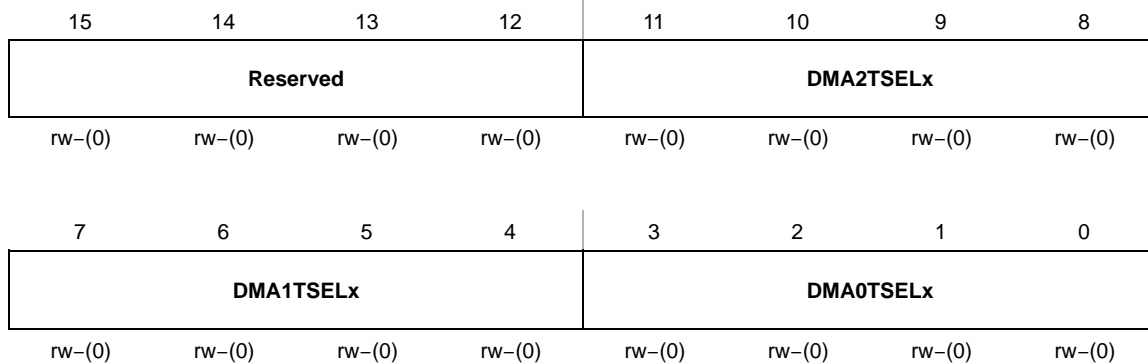 15 14 13 12 11 10 9 8
Reserved DMA2TSELx
rw−(0) rw−(0) rw−(0) rw−(0) rw−(0) rw−(0) rw−(0) rw−(0)
7 6 5 4 3 2 1 0
DMA1TSELx DMA0TSELx
rw−(0) rw−(0) rw−(0) rw−(0) rw−(0) rw−(0) rw−(0) rw−(0)